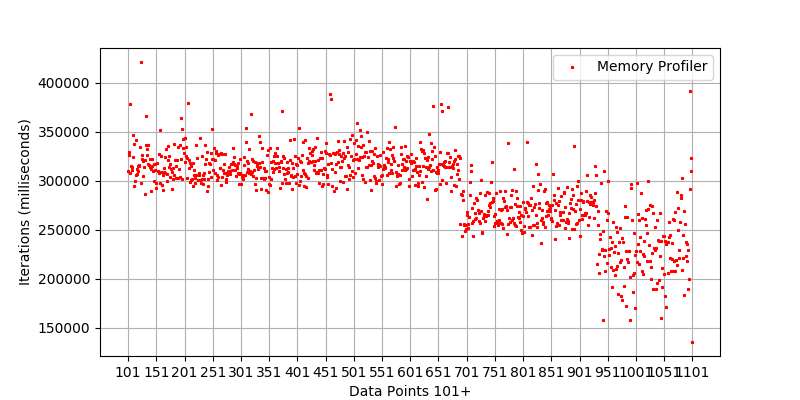 Memory Profiler
400000
350000
300000
250000
200000
150000
Iterations (milliseconds)
101 151 201 251 301 351 401 451 501 551 601 651 701 751 801 851 901 951 1001 1051 1101
Data Points 101+